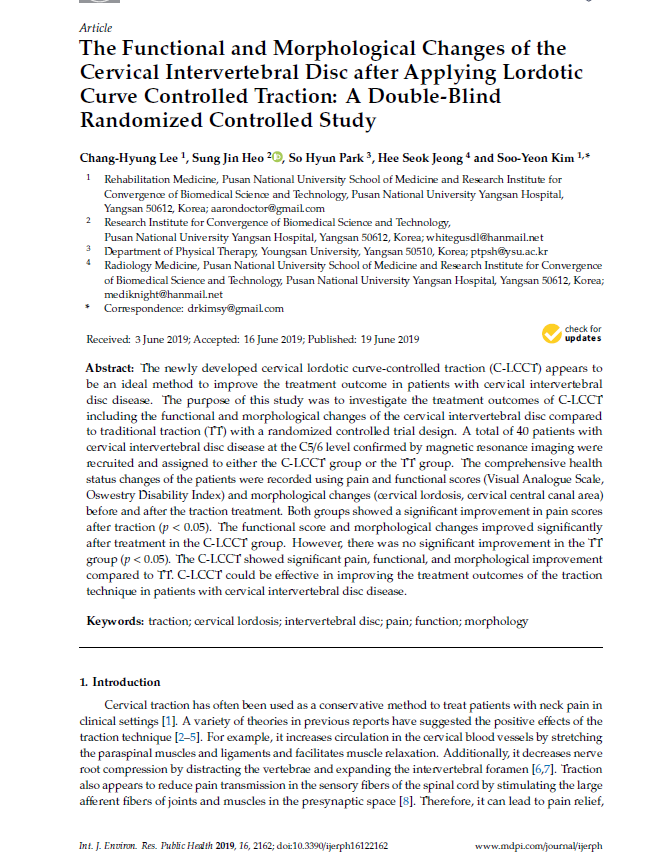 Article
The Functional and Morphological Changes of the
Cervical Intervertebral Disc after Applying Lordotic
Curve Controlled Traction: A Double-Blind
Randomized Controlled Study
Chang-Hyung Lee 1, Sung Jin Heo 2, So Hyun Park 3, Hee Seok Jeong 4 and Soo-Yeon Kim 1,*
1 Rehabilitation Medicine, Pusan National University School of Medicine and Research Institute for
Convergence of Biomedical Science and Technology, Pusan National University Yangsan Hospital,
Yangsan 50612, Korea; aarondoctor@gmail.com
2 Research Institute for Convergence of Biomedical Science and Technology,
Pusan National University Yangsan Hospital, Yangsan 50612, Korea; whitegusdl@hanmail.net
3 Department of Physical Therapy, Youngsan University, Yangsan 50510, Korea; ptpsh@ysu.ac.kr
4 Radiology Medicine, Pusan National University School of Medicine and Research Institute for Convergence
of Biomedical Science and Technology, Pusan National University Yangsan Hospital, Yangsan 50612, Korea;
mediknight@hanmail.net
* Correspondence: drkimsy@gmail.com
Received: 3 June 2019; Accepted: 16 June 2019; Published: 19 June 2019
check for
updates
Abstract: The newly developed cervical lordotic curve-controlled traction (C-LCCT) appears to
be an ideal method to improve the treatment outcome in patients with cervical intervertebral
disc disease. The purpose of this study was to investigate the treatment outcomes of C-LCCT
including the functional and morphological changes of the cervical intervertebral disc compared
to traditional traction (TT) with a randomized controlled trial design. A total of 40 patients with
cervical intervertebral disc disease at the C5/6 level confirmed by magnetic resonance imaging were
recruited and assigned to either the C-LCCT group or the TT group. The comprehensive health
status changes of the patients were recorded using pain and functional scores (Visual Analogue Scale,
Oswestry Disability Index) and morphological changes (cervical lordosis, cervical central canal area)
before and after the traction treatment. Both groups showed a significant improvement in pain scores
after traction (p < 0.05). The functional score and morphological changes improved significantly
after treatment in the C-LCCT group. However, there was no significant improvement in the TT
group (p < 0.05). The C-LCCT showed significant pain, functional, and morphological improvement
compared to TT. C-LCCT could be effective in improving the treatment outcomes of the traction
technique in patients with cervical intervertebral disc disease.
Keywords: traction; cervical lordosis; intervertebral disc; pain; function; morphology
1. Introduction
Cervical traction has often been used as a conservative method to treat patients with neck pain in
clinical settings [1]. A variety of theories in previous reports have suggested the positive effects of the
traction technique [2–5]. For example, it increases circulation in the cervical blood vessels by stretching
the paraspinal muscles and ligaments and facilitates muscle relaxation. Additionally, it decreases nerve
root compression by distracting the vertebrae and expanding the intervertebral foramen [6,7]. Traction
also appears to reduce pain transmission in the sensory fibers of the spinal cord by stimulating the large
afferent fibers of joints and muscles in the presynaptic space [8]. Therefore, it can lead to pain relief,
Int. J. Environ. Res. Public Health 2019, 16, 2162; doi:10.3390/ijerph16122162
www.mdpi.com/journal/ijerph